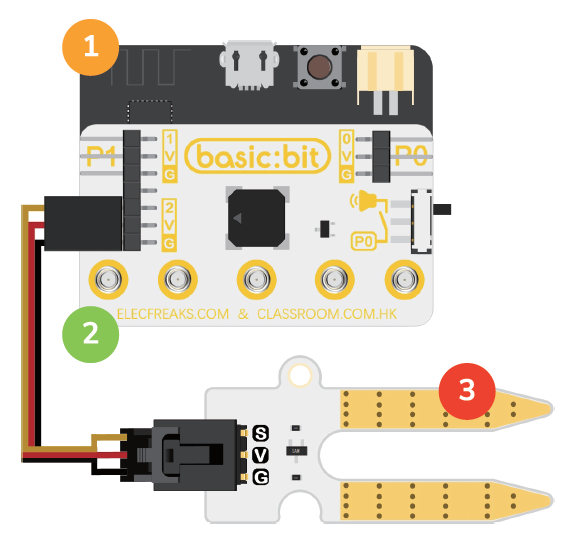 1
P1
1
V
G
basic:bit
0
V
G
P0
2
V
G
P0
2
ELECFREAKS.COM & CLASSROOM.COM.HK
3
S
V
G